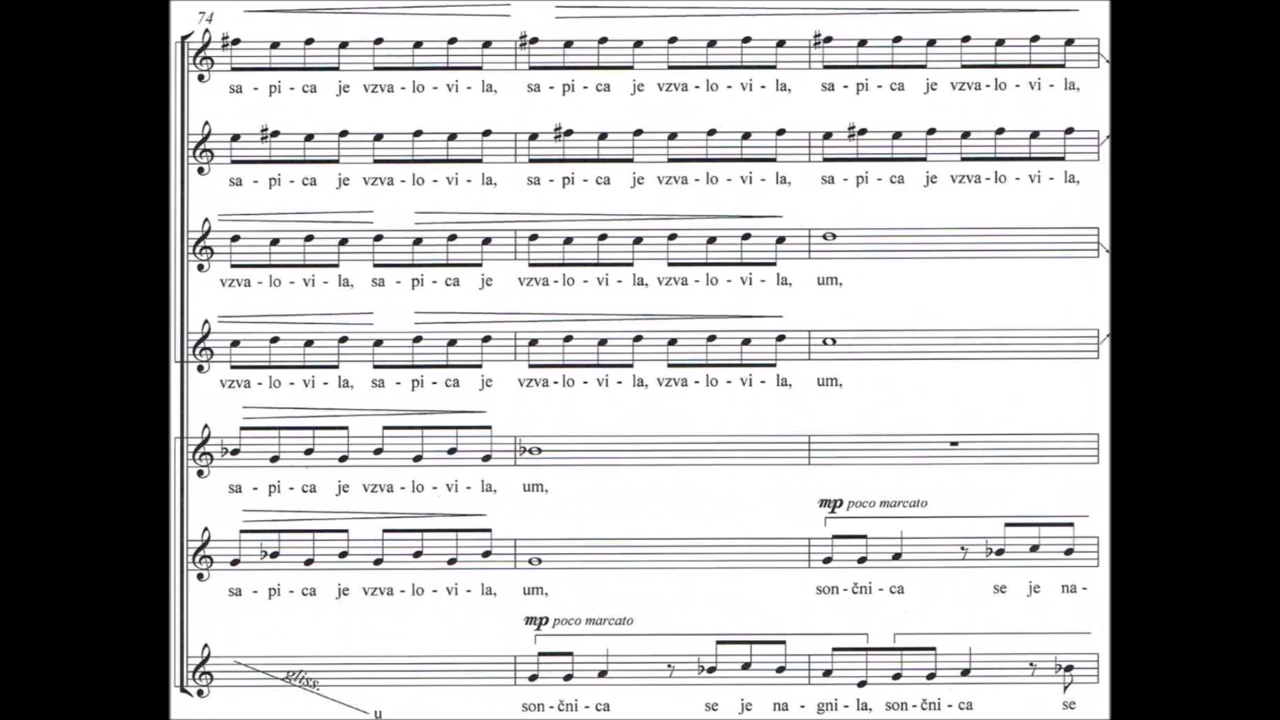 74
sa - pi - ca je vzva - lo - vi - la, sa - pi - ca je vzva - lo - vi - la, sa - pi - ca je vzva - lo - vi - la,
sa - pi - ca je vzva - lo - vi - la, sa - pi - ca je vzva - lo - vi - la, sa - pi - ca je vzva - lo - vi - la,
vzva - lo - vi - la, sa - pi - ca je vzva - lo - vi - la, vzva - lo - vi - la, um,
vzva - lo - vi - la, sa - pi - ca je vzva - lo - vi - la, vzva - lo - vi - la, um,
sa - pi - ca je vzva - lo - vi - la, um,
mp poco marcato
sa - pi - ca je vzva - lo - vi - la, um, son - čni - ca se je na -
mp poco marcato
gliss.
u son - čni - ca se je na - gni - la, son - čni - ca se